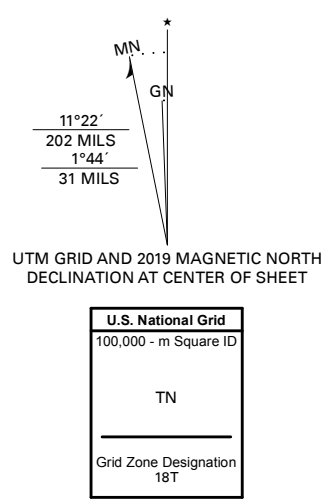 ★
MN
GN
11°22´
202 MILS
1°44´
31 MILS
UTM GRID AND 2019 MAGNETIC NORTH
DECLINATION AT CENTER OF SHEET
U.S. National Grid
100,000 - m Square ID
TN
Grid Zone Designation
18T